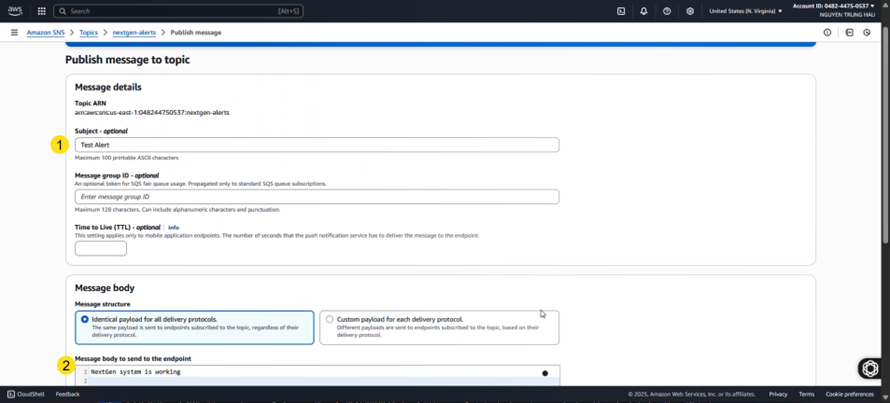 aws
Search
[Alt+S]
United States (N. Virginia)
Account ID: 0482-4475-0537
NGUYEN TRUNG HAU
Amazon SNS > Topics > nextgen-alerts > Publish message
Publish message to topic
Message details
Topic ARN
arn:aws:sns:us-east-1:048244750537:nextgen-alerts
Subject - optional
1
Test Alert
Maximum 100 printable ASCII characters
Message group ID - optional
An optional token for SQS fair queue usage. Propagated only to standard SQS queue subscriptions.
Enter message group ID
Maximum 128 characters. Can include alphanumeric characters and punctuation.
Time to Live (TTL) - optional | Info
This setting applies only to mobile application endpoints. The number of seconds that the push notification service has to deliver the message to the endpoint.
Message body
Message structure
Identical payload for all delivery protocols.
The same payload is sent to endpoints subscribed to the topic, regardless of their
delivery protocol.
Custom payload for each delivery protocol.
Different payloads are sent to endpoints subscribed to the topic, based on their
delivery protocol.
Message body to send to the endpoint
2
1 NextGen system is working
2
CloudShell Feedback
© 2025, Amazon Web Services, Inc. or its affiliates. Privacy Terms Cookie preferences